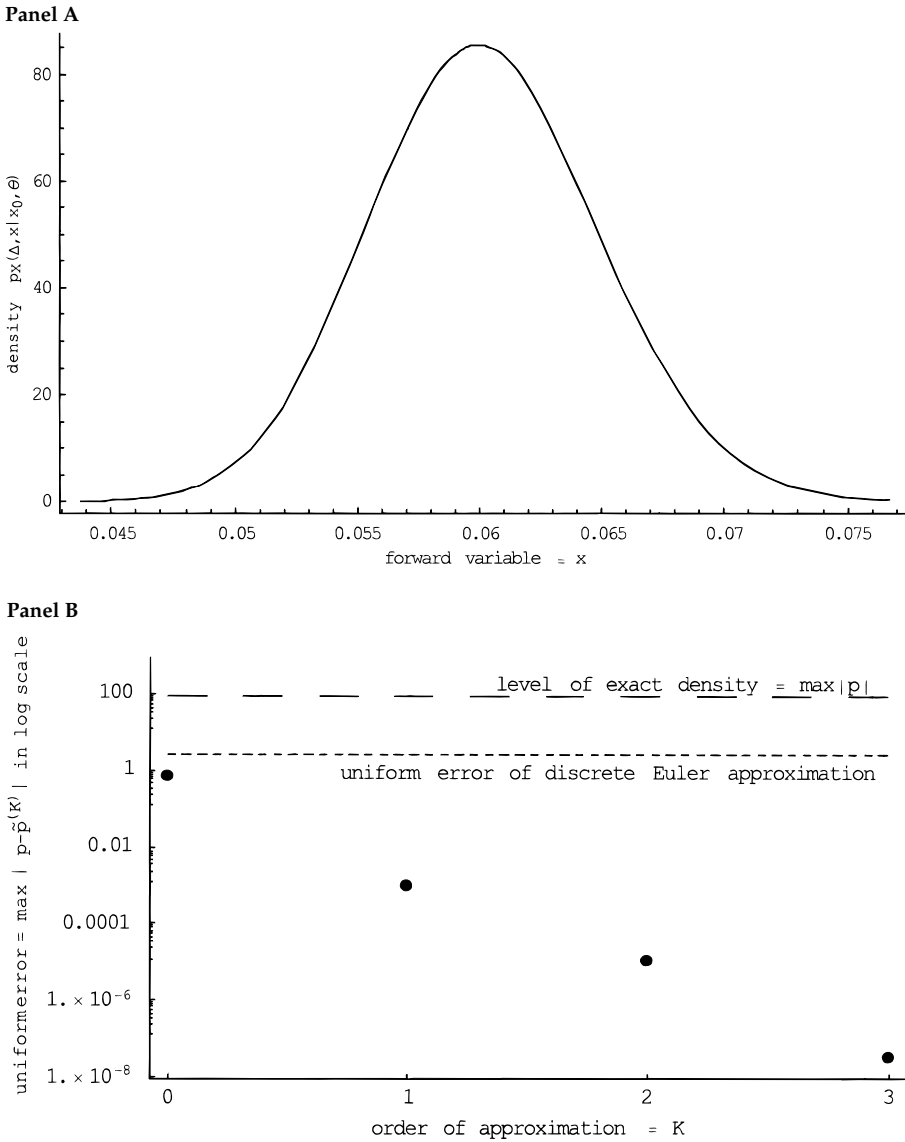 Panel A
80
60
40
20
0
density px(Δ,x|x₀,θ)
0.045 0.05 0.055 0.06 0.065 0.07 0.075
forward variable = x
Panel B
uniformerror = max | p-p̃⁽ᴷ⁾ | in log scale
100
1
0.01
0.0001
1. × 10⁻⁶
1. × 10⁻⁸
level of exact density = max|p|
uniform error of discrete Euler approximation
0 1 2 3
order of approximation = K